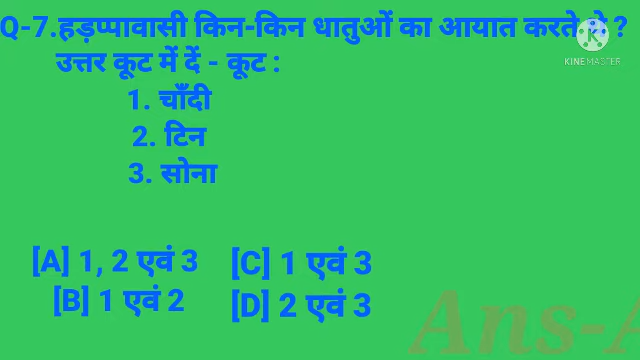 Q-7.हड़प्पावासी किन-किन धातुओं का आयात करते थे ?
उत्तर कूट में दें - कूट :
1. चाँदी
2. टिन
3. सोना
[A] 1, 2 एवं 3
[B] 1 एवं 2
[C] 1 एवं 3
[D] 2 एवं 3
Ans-A
KINEMASTER